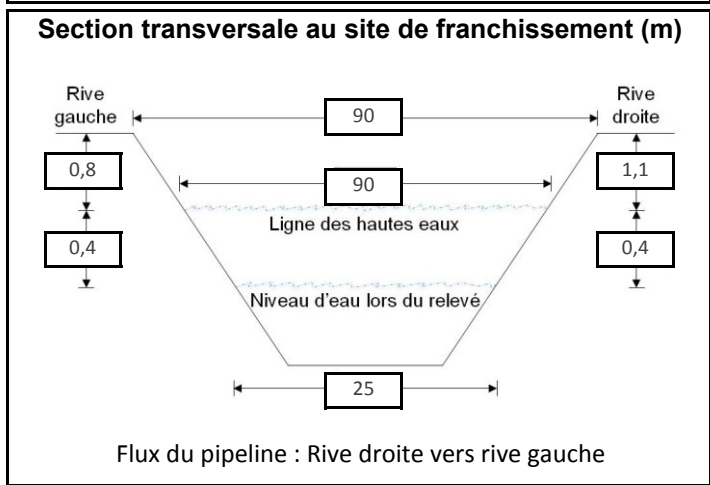 Section transversale au site de franchissement (m)
Rive gauche
90
Rive droite
0,8
90
1,1
Ligne des hautes eaux
0,4
0,4
Niveau d'eau lors du relevé
25
Flux du pipeline : Rive droite vers rive gauche